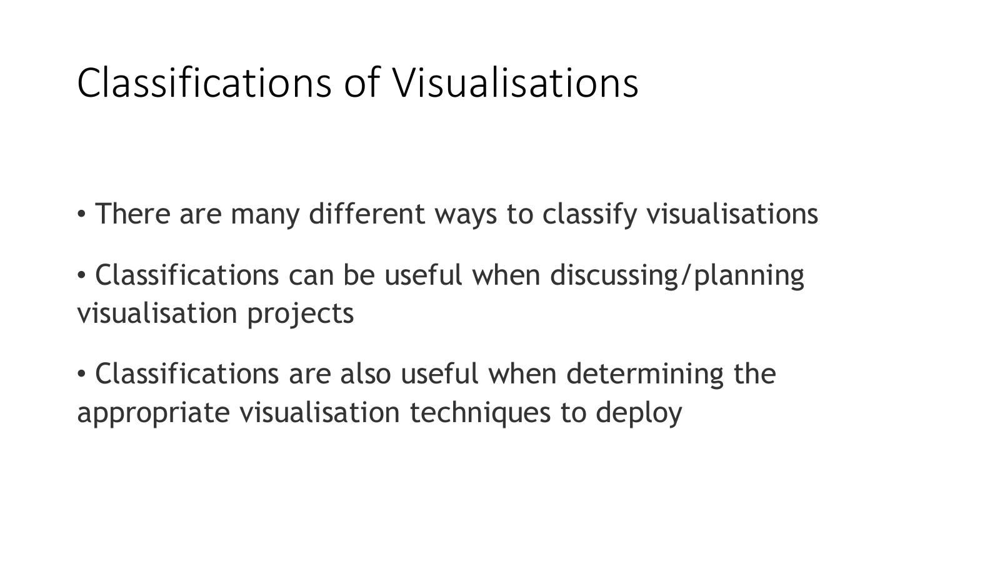 Classifications of Visualisations
• There are many different ways to classify visualisations
• Classifications can be useful when discussing/planning
visualisation projects
• Classifications are also useful when determining the
appropriate visualisation techniques to deploy